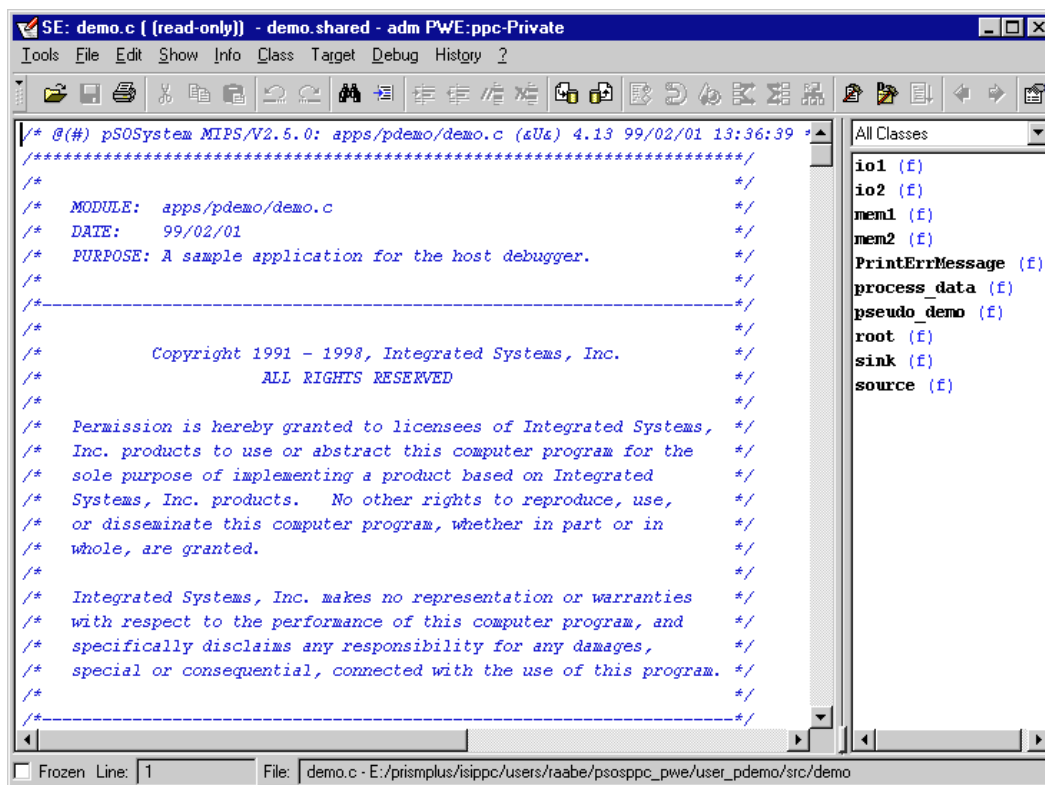 SE: demo.c ( (read-only)) - demo.shared - adm PWE:ppc-Private
Tools File Edit Show Info Class Target Debug History ?
/* @(#) pSOSystem MIPS/V2.5.0: apps/pdemo/demo.c (&U&) 4.13 99/02/01 13:36:39 *
/***********************************************************************/
/* */
/* MODULE: apps/pdemo/demo.c */
/* DATE: 99/02/01 */
/* PURPOSE: A sample application for the host debugger. */
/* */
/*---------------------------------------------------------------------*/
/* */
/* Copyright 1991 - 1998, Integrated Systems, Inc. */
/* ALL RIGHTS RESERVED */
/* */
/* Permission is hereby granted to licensees of Integrated Systems, */
/* Inc. products to use or abstract this computer program for the */
/* sole purpose of implementing a product based on Integrated */
/* Systems, Inc. products. No other rights to reproduce, use, */
/* or disseminate this computer program, whether in part or in */
/* whole, are granted. */
/* */
/* Integrated Systems, Inc. makes no representation or warranties */
/* with respect to the performance of this computer program, and */
/* specifically disclaims any responsibility for any damages, */
/* special or consequential, connected with the use of this program. */
/* */
/*---------------------------------------------------------------------*/
All Classes
io1 (f)
io2 (f)
mem1 (f)
mem2 (f)
PrintErrMessage (f)
process_data (f)
pseudo_demo (f)
root (f)
sink (f)
source (f)
Frozen Line: 1 File: demo.c - E:/prismplus/isippc/users/raabe/psosppc_pwe/user_pdemo/src/demo